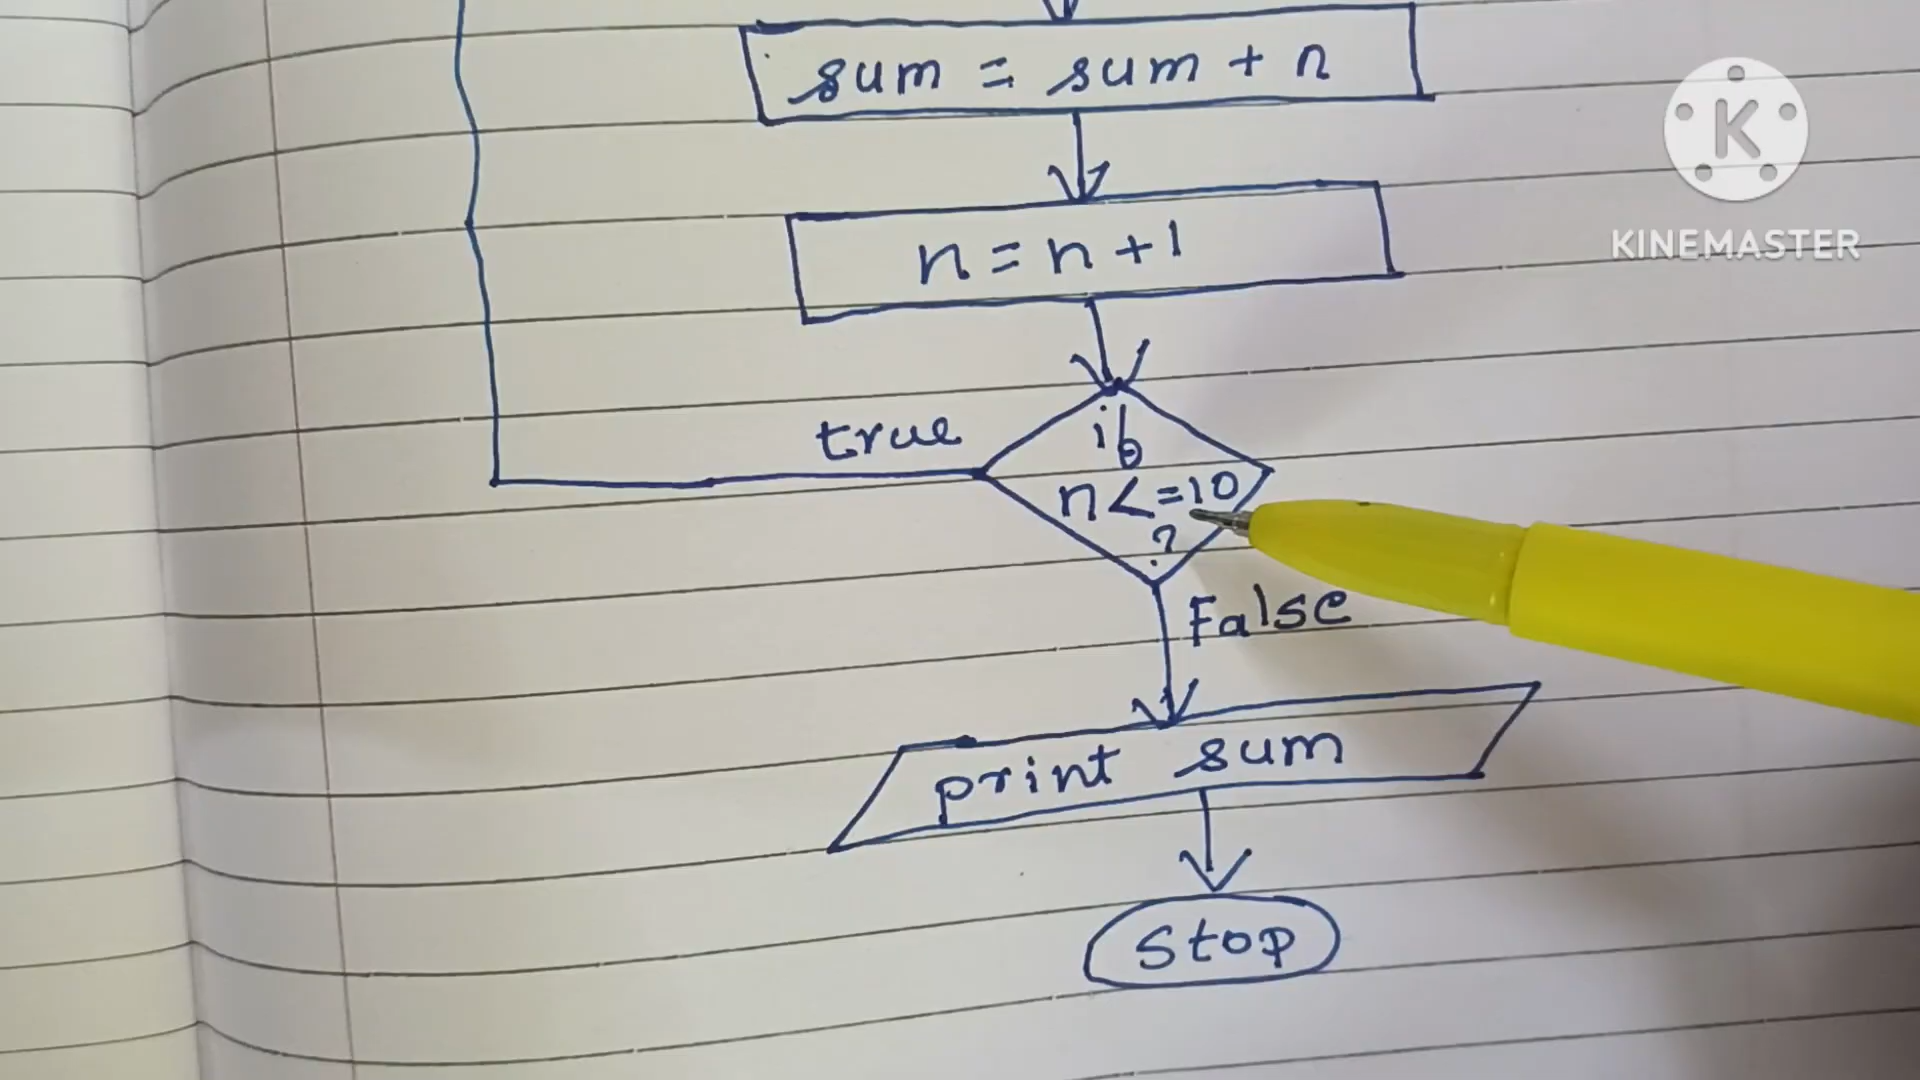 sum = sum + n
n = n + 1
true
if
n <= 10
?
False
print sum
stop
K
KINEMASTER